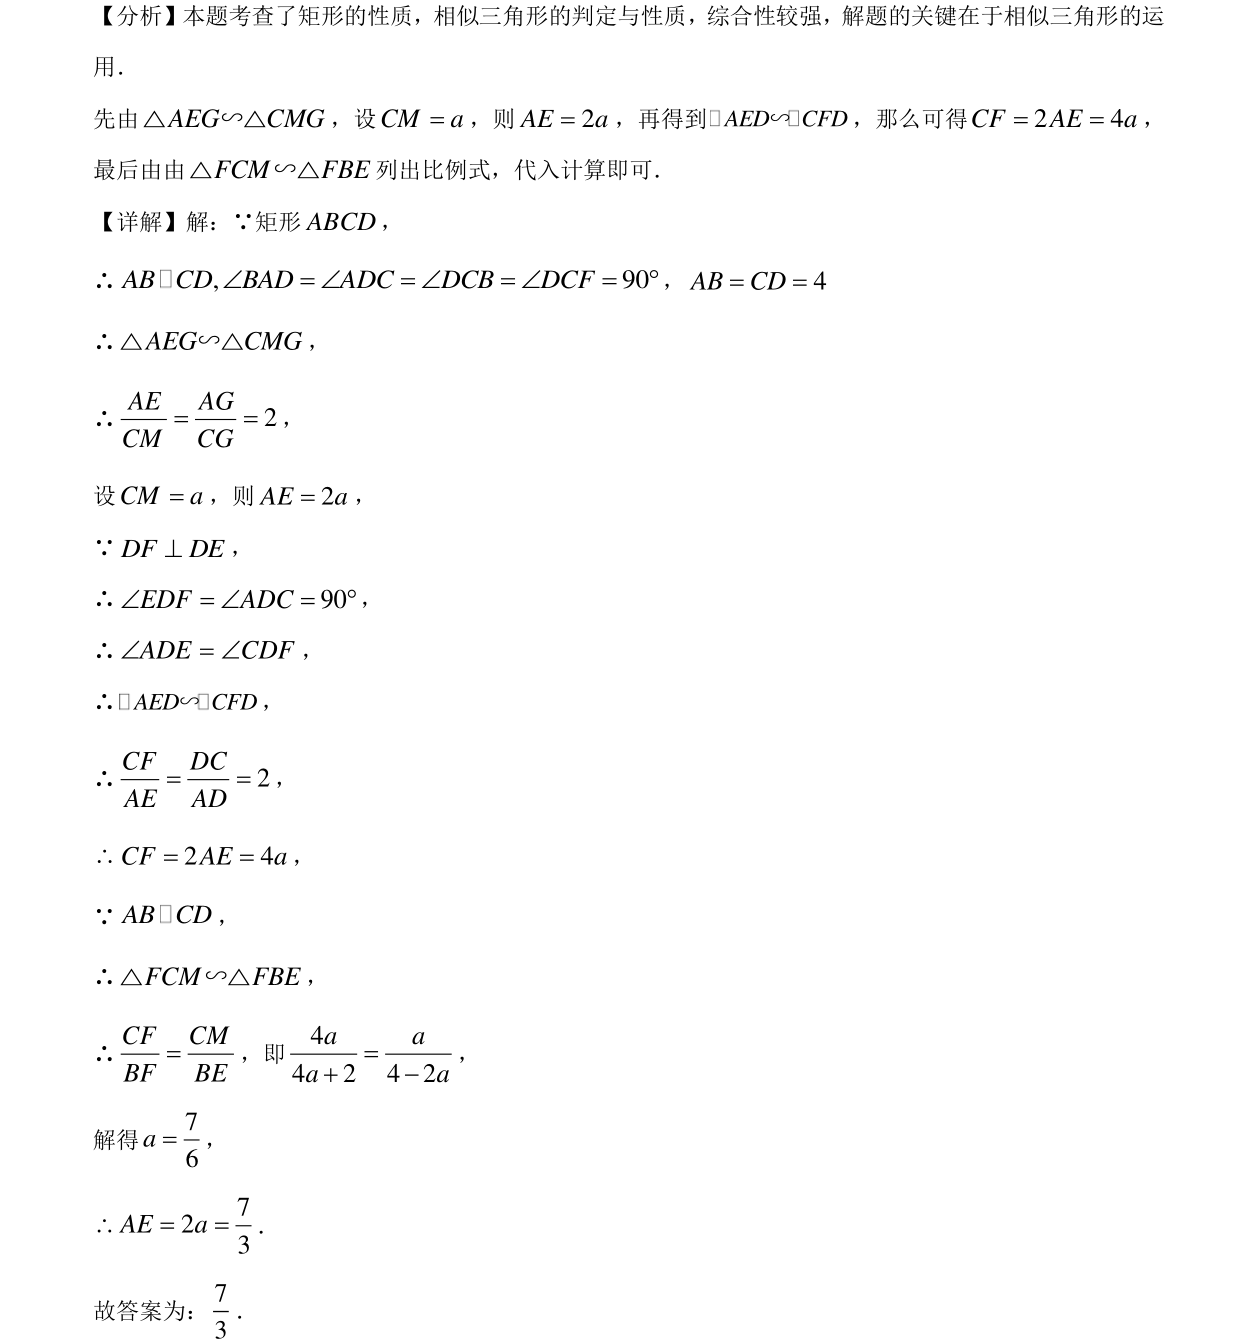 【分析】本题考查了矩形的性质，相似三角形的判定与性质，综合性较强，解题的关键在于相似三角形的运
用．
先由△AEG∽△CMG，设CM = a，则AE = 2a，再得到□AED∽□CFD，那么可得CF = 2AE = 4a，
最后由由△FCM∽△FBE列出比例式，代入计算即可．
【详解】解：∵矩形ABCD，
∴AB□CD,∠BAD = ∠ADC = ∠DCB = ∠DCF = 90°，AB = CD = 4
∴△AEG∽△CMG，
∴AE/CM = AG/CG = 2，
设CM = a，则AE = 2a，
∵DF ⊥ DE，
∴∠EDF = ∠ADC = 90°，
∴∠ADE = ∠CDF，
∴□AED∽□CFD，
∴CF/AE = DC/AD = 2，
∴CF = 2AE = 4a，
∵AB□CD，
∴△FCM∽△FBE，
∴CF/BF = CM/BE，即4a/(4a+2) = a/(4−2a)，
解得a = 7/6，
∴AE = 2a = 7/3．
故答案为：7/3．